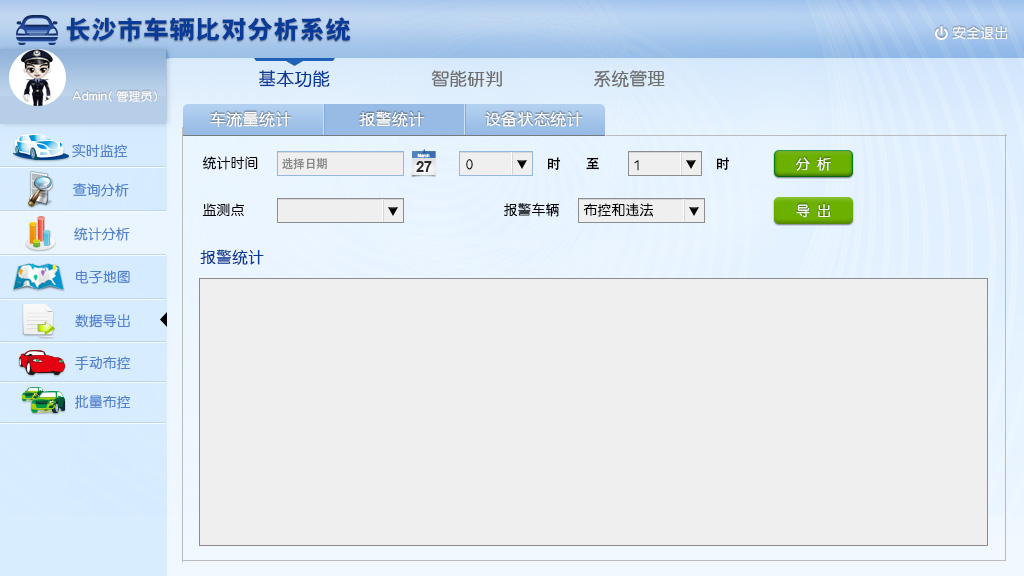 长沙市车辆比对分析系统
安全退出
Admin( 管理员)
基本功能 智能研判 系统管理
车流量统计 报警统计 设备状态统计
实时监控
查询分析
统计分析
电子地图
数据导出
手动布控
批量布控
统计时间 选择日期 March 27 0 时 至 1 时 分 析
监测点 报警车辆 布控和违法 导 出
报警统计